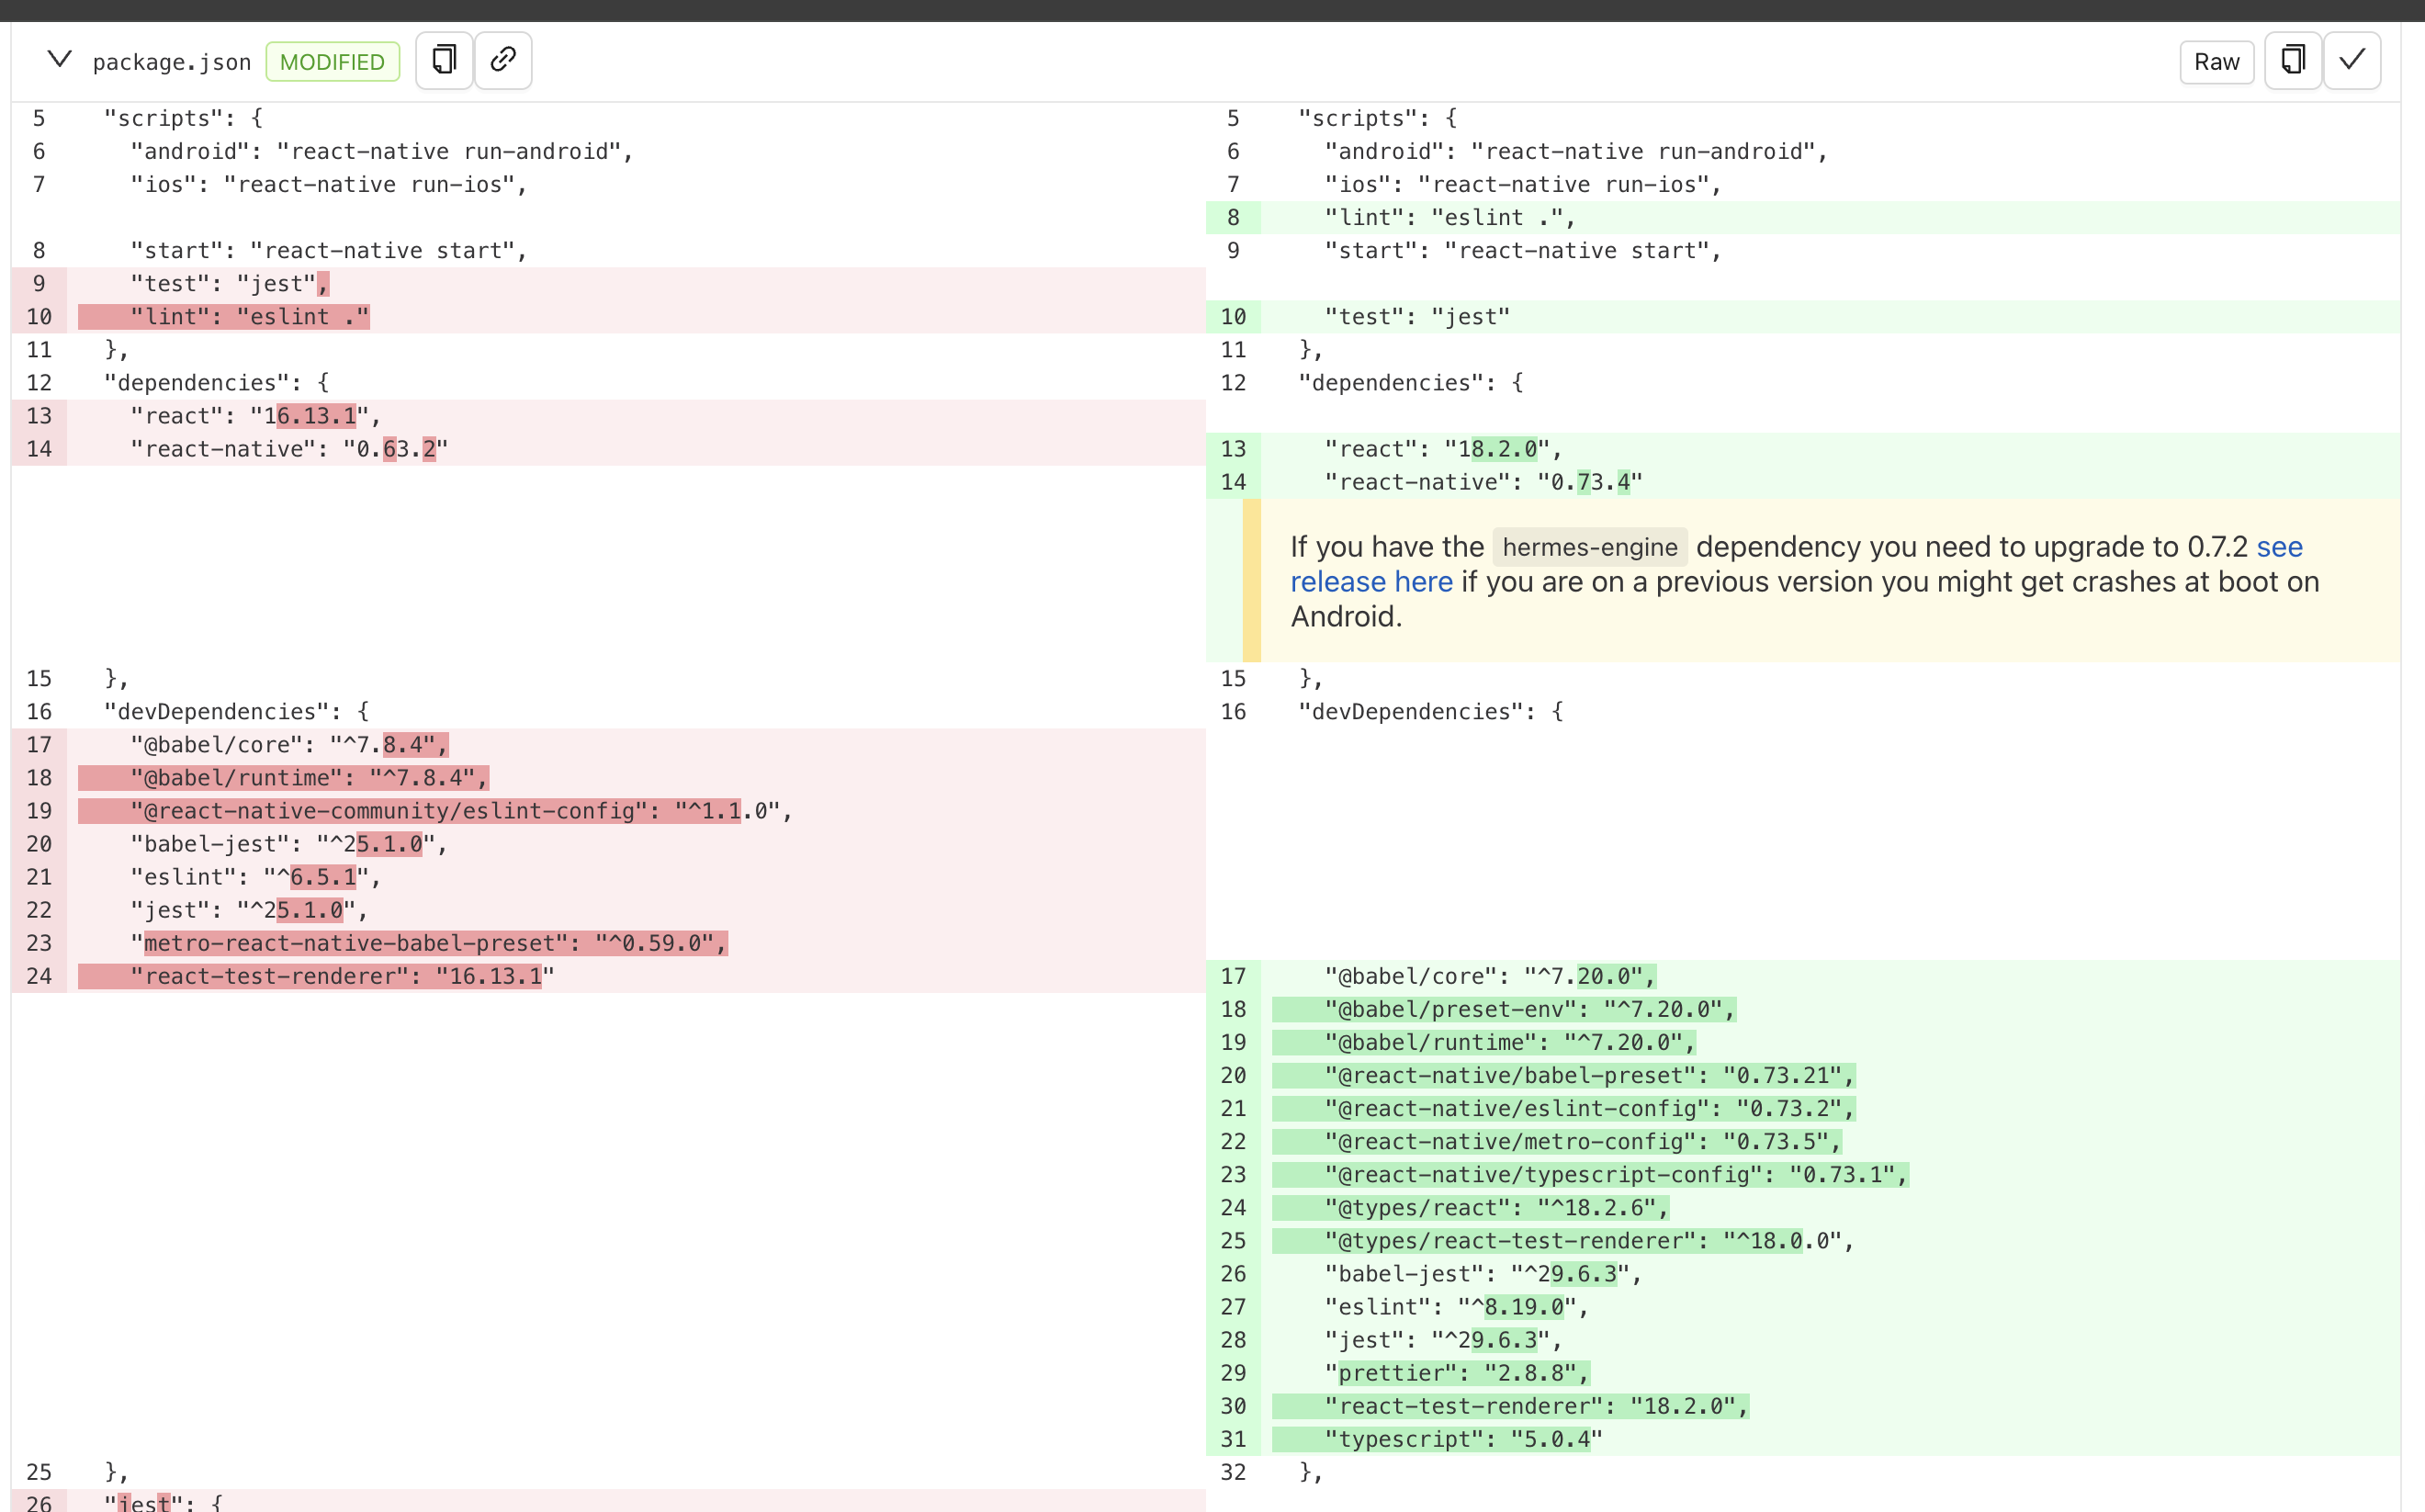 package.json MODIFIED Raw
5 "scripts": {
6 "android": "react-native run-android",
7 "ios": "react-native run-ios",
8 "start": "react-native start",
9 "test": "jest",
10 "lint": "eslint ."
11 },
12 "dependencies": {
13 "react": "16.13.1",
14 "react-native": "0.63.2"
15 },
16 "devDependencies": {
17 "@babel/core": "^7.8.4",
18 "@babel/runtime": "^7.8.4",
19 "@react-native-community/eslint-config": "^1.1.0",
20 "babel-jest": "^25.1.0",
21 "eslint": "^6.5.1",
22 "jest": "^25.1.0",
23 "metro-react-native-babel-preset": "^0.59.0",
24 "react-test-renderer": "16.13.1"
25 },
26 "jest": {
5 "scripts": {
6 "android": "react-native run-android",
7 "ios": "react-native run-ios",
8 "lint": "eslint .",
9 "start": "react-native start",
10 "test": "jest"
11 },
12 "dependencies": {
13 "react": "18.2.0",
14 "react-native": "0.73.4"
If you have the hermes-engine dependency you need to upgrade to 0.7.2 see
release here if you are on a previous version you might get crashes at boot on
Android.
15 },
16 "devDependencies": {
17 "@babel/core": "^7.20.0",
18 "@babel/preset-env": "^7.20.0",
19 "@babel/runtime": "^7.20.0",
20 "@react-native/babel-preset": "0.73.21",
21 "@react-native/eslint-config": "0.73.2",
22 "@react-native/metro-config": "0.73.5",
23 "@react-native/typescript-config": "0.73.1",
24 "@types/react": "^18.2.6",
25 "@types/react-test-renderer": "^18.0.0",
26 "babel-jest": "^29.6.3",
27 "eslint": "^8.19.0",
28 "jest": "^29.6.3",
29 "prettier": "2.8.8",
30 "react-test-renderer": "18.2.0",
31 "typescript": "5.0.4"
32 },